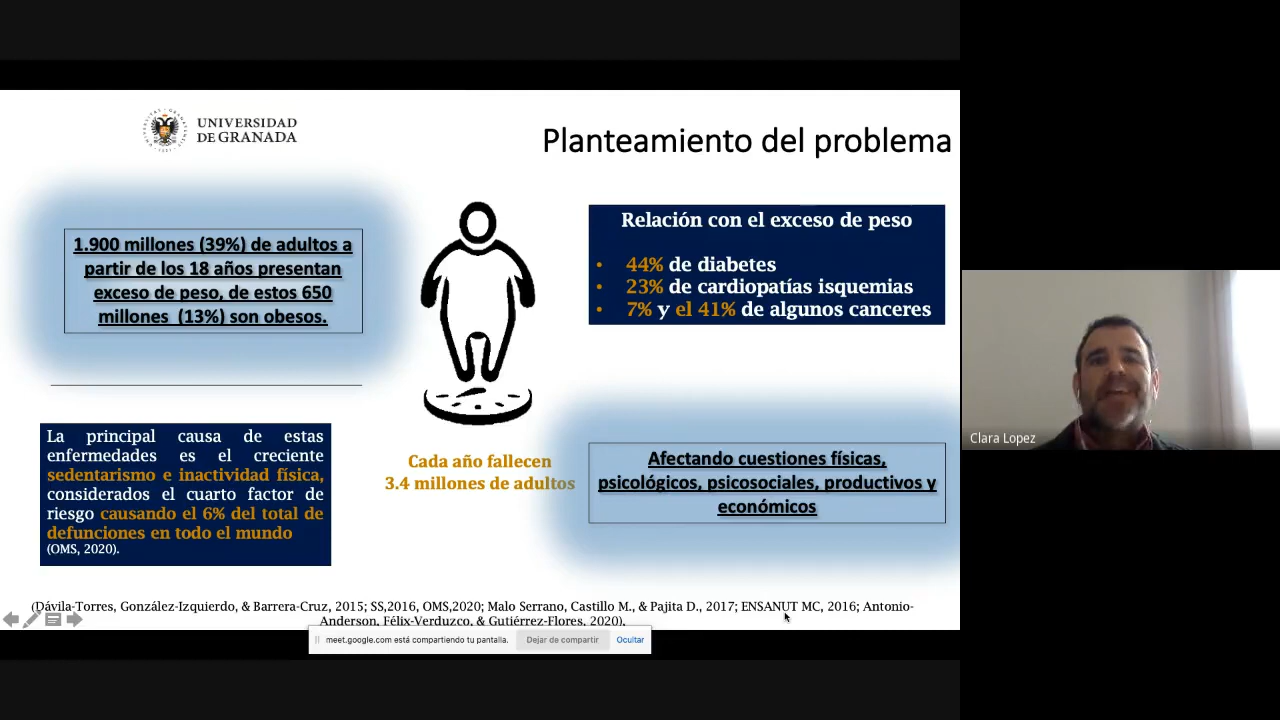 UNIVERSIDAD
DE GRANADA
Planteamiento del problema
1.900 millones (39%) de adultos a
partir de los 18 años presentan
exceso de peso, de estos 650
millones (13%) son obesos.
Relación con el exceso de peso
• 44% de diabetes
• 23% de cardiopatías isquemias
• 7% y el 41% de algunos canceres
La principal causa de estas
enfermedades es el creciente
sedentarismo e inactividad física,
considerados el cuarto factor de
riesgo causando el 6% del total de
defunciones en todo el mundo
(OMS, 2020).
Cada año fallecen
3.4 millones de adultos
Afectando cuestiones físicas,
psicológicos, psicosociales, productivos y
económicos
(Dávila-Torres, González-Izquierdo, & Barrera-Cruz, 2015; SS,2016, OMS,2020; Malo Serrano, Castillo M., & Pajita D., 2017; ENSANUT MC, 2016; Antonio-
Anderson, Félix-Verduzco, & Gutiérrez-Flores, 2020).
meet.google.com está compartiendo tu pantalla. Dejar de compartir Ocultar
Clara Lopez